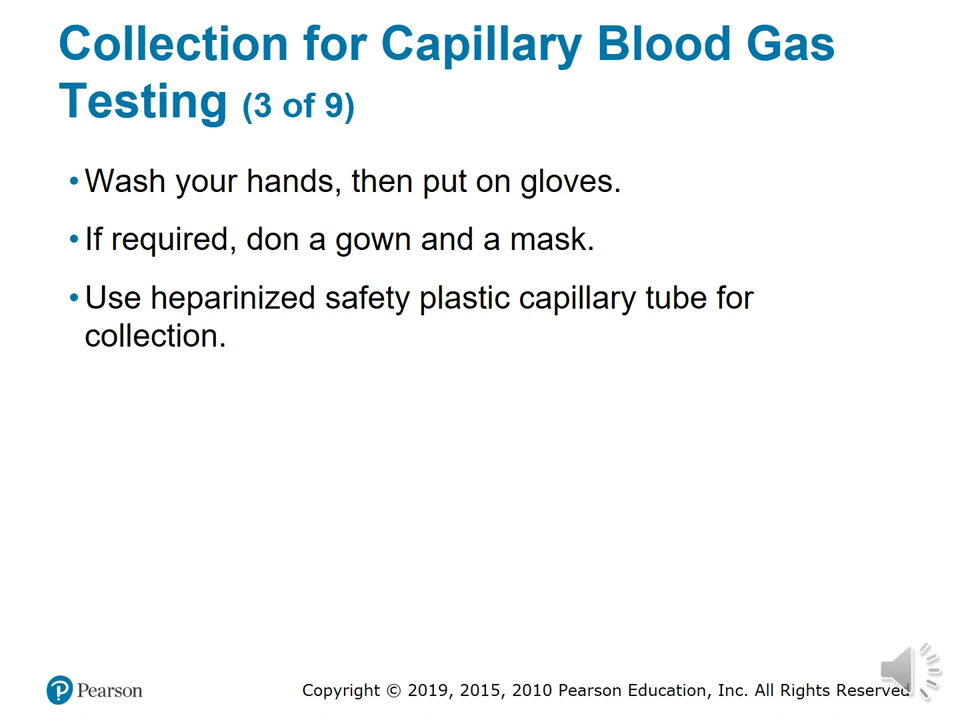 Collection for Capillary Blood Gas
Testing (3 of 9)
• Wash your hands, then put on gloves.
• If required, don a gown and a mask.
• Use heparinized safety plastic capillary tube for
collection.
Pearson
Copyright © 2019, 2015, 2010 Pearson Education, Inc. All Rights Reserved